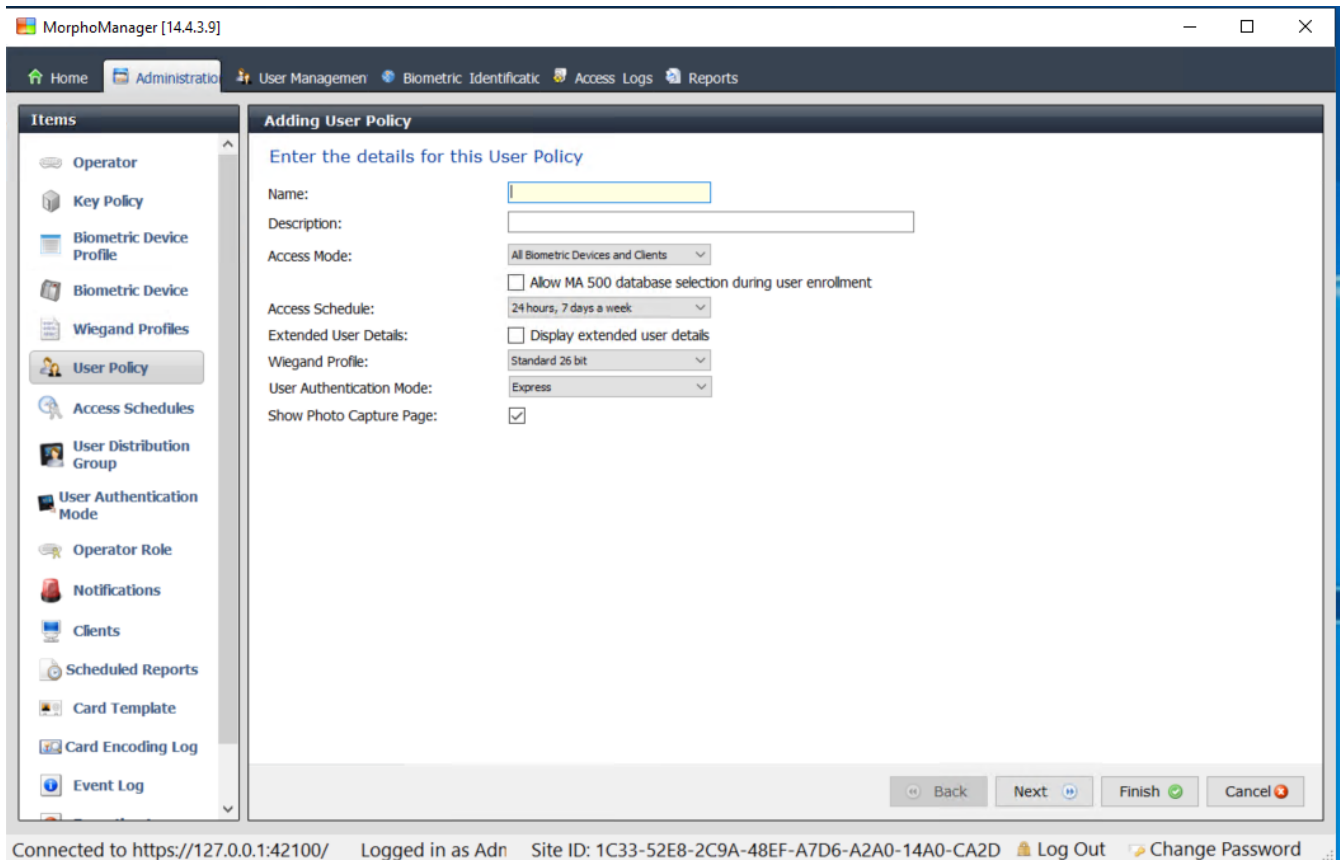 MorphoManager [14.4.3.9]
Home
Administratio
User Managemen
Biometric Identificatic
Access Logs
Reports
Items
Operator
Key Policy
Biometric Device
Profile
Biometric Device
Wiegand Profiles
User Policy
Access Schedules
User Distribution
Group
User Authentication
Mode
Operator Role
Notifications
Clients
Scheduled Reports
Card Template
Card Encoding Log
Event Log
Adding User Policy
Enter the details for this User Policy
Name:
Description:
Access Mode: All Biometric Devices and Clients
Allow MA 500 database selection during user enrollment
Access Schedule: 24 hours, 7 days a week
Extended User Details: Display extended user details
Wiegand Profile: Standard 26 bit
User Authentication Mode: Express
Show Photo Capture Page:
Back Next Finish Cancel
Connected to https://127.0.0.1:42100/ Logged in as Adn Site ID: 1C33-52E8-2C9A-48EF-A7D6-A2A0-14A0-CA2D Log Out Change Password